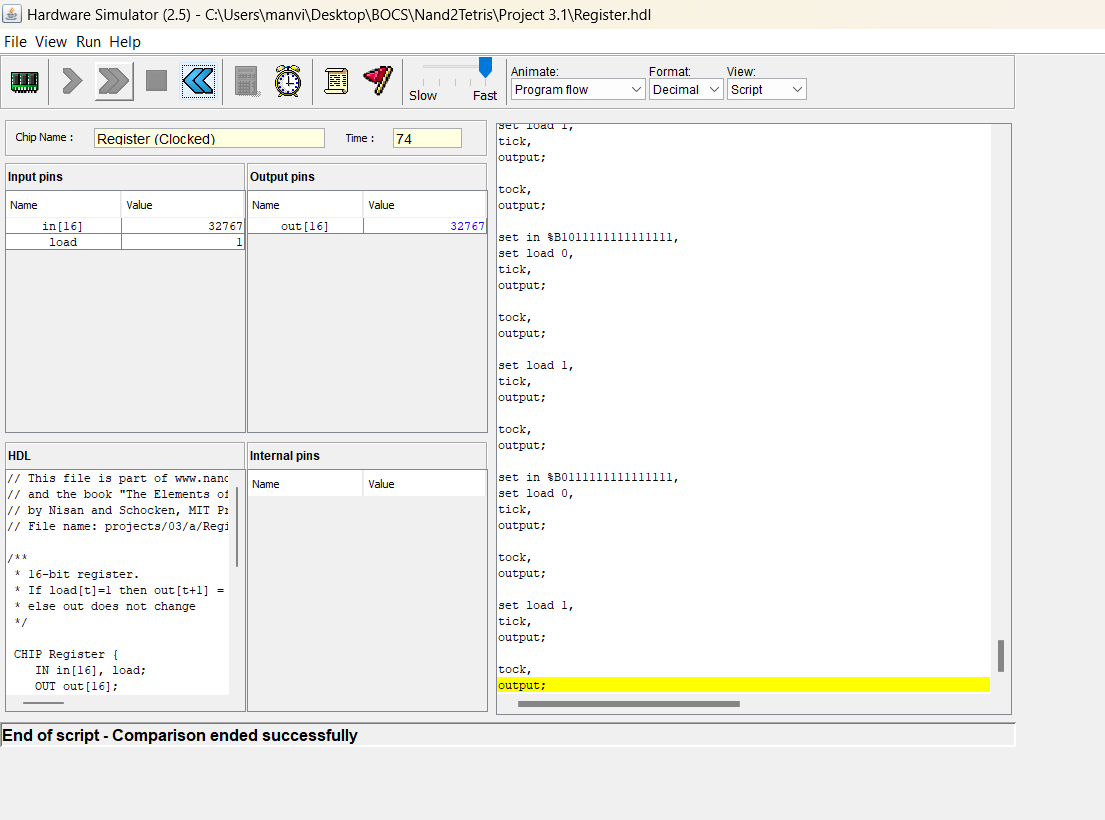 Hardware Simulator (2.5) - C:\Users\manvi\Desktop\BOCS\Nand2Tetris\Project 3.1\Register.hdl
File View Run Help
Slow Fast
Animate: Format: View:
Program flow Decimal Script
Chip Name : Register (Clocked) Time : 74
Input pins
Name Value
in[16] 32767
load 1
Output pins
Name Value
out[16] 32767
HDL
// This file is part of www.nand
// and the book "The Elements of
// by Nisan and Schocken, MIT Pr
// File name: projects/03/a/Regi
/**
* 16-bit register.
* If load[t]=1 then out[t+1] =
* else out does not change
*/
CHIP Register {
IN in[16], load;
OUT out[16];
Internal pins
Name Value
set load 1,
tick,
output;
tock,
output;
set in %B1011111111111111,
set load 0,
tick,
output;
tock,
output;
set load 1,
tick,
output;
tock,
output;
set in %B0111111111111111,
set load 0,
tick,
output;
tock,
output;
set load 1,
tick,
output;
tock,
output;
End of script - Comparison ended successfully